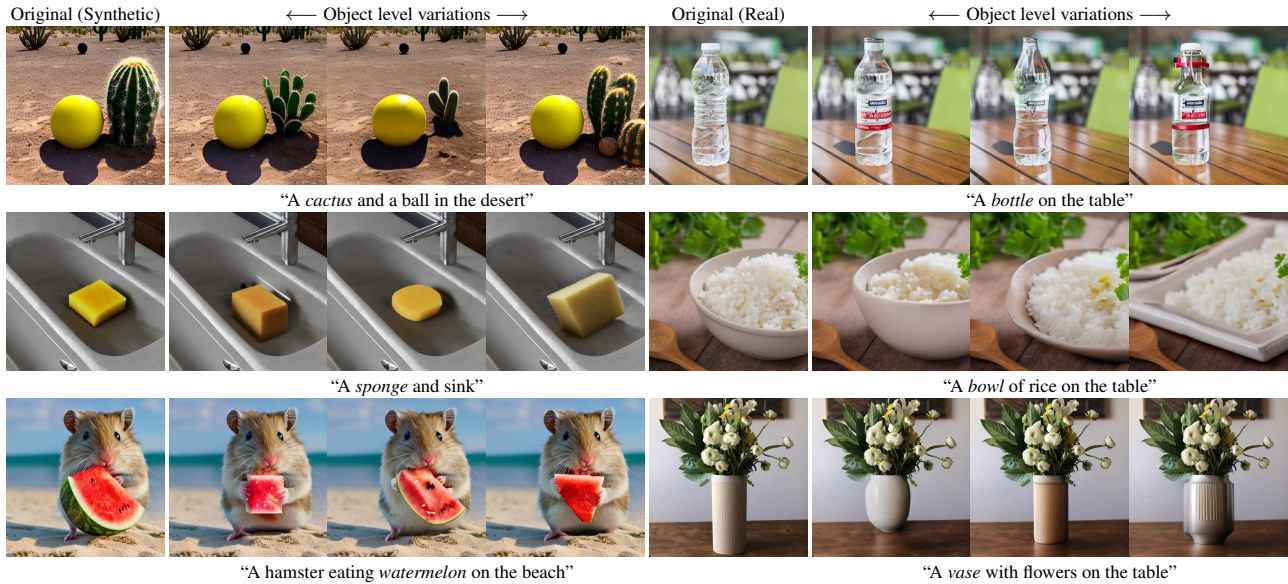 Original (Synthetic)
⟵ Object level variations ⟶
Original (Real)
⟵ Object level variations ⟶
“A cactus and a ball in the desert”
“A bottle on the table”
“A sponge and sink”
“A bowl of rice on the table”
“A hamster eating watermelon on the beach”
“A vase with flowers on the table”